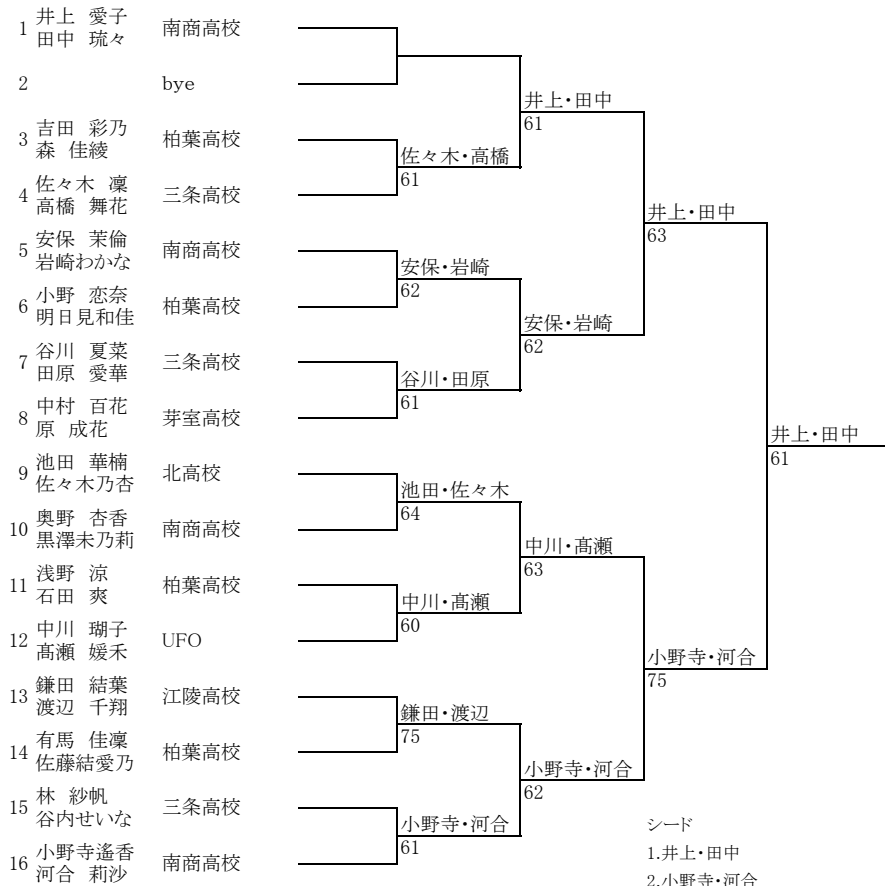 井上 愛子
1 南商高校
田中 琉々
2 bye
吉田 彩乃
3 柏葉高校
森 佳綾
佐々木 凜
4 三条高校
高橋 舞花
安保 茉倫
5 南商高校
岩崎わかな
小野 恋奈
6 柏葉高校
明日見和佳
谷川 夏菜
7 三条高校
田原 愛華
中村 百花
8 芽室高校
原 成花
池田 華楠
9 北高校
佐々木乃杏
奥野 杏香
10 南商高校
黒澤未乃莉
浅野 涼
11 柏葉高校
石田 爽
中川 瑚子
12 UFO
髙瀬 媛禾
鎌田 結葉
13 江陵高校
渡辺 千翔
有馬 佳凜
14 柏葉高校
佐藤結愛乃
林 紗帆
15 三条高校
谷内せいな
小野寺遙香
16 南商高校
河合 莉沙
佐々木・高橋
61
安保・岩崎
62
谷川・田原
61
池田・佐々木
64
中川・髙瀬
60
鎌田・渡辺
75
小野寺・河合
61
井上・田中
61
安保・岩崎
62
中川・髙瀬
63
小野寺・河合
62
井上・田中
63
小野寺・河合
75
井上・田中
61
シード
1.井上・田中
2.小野寺・河合